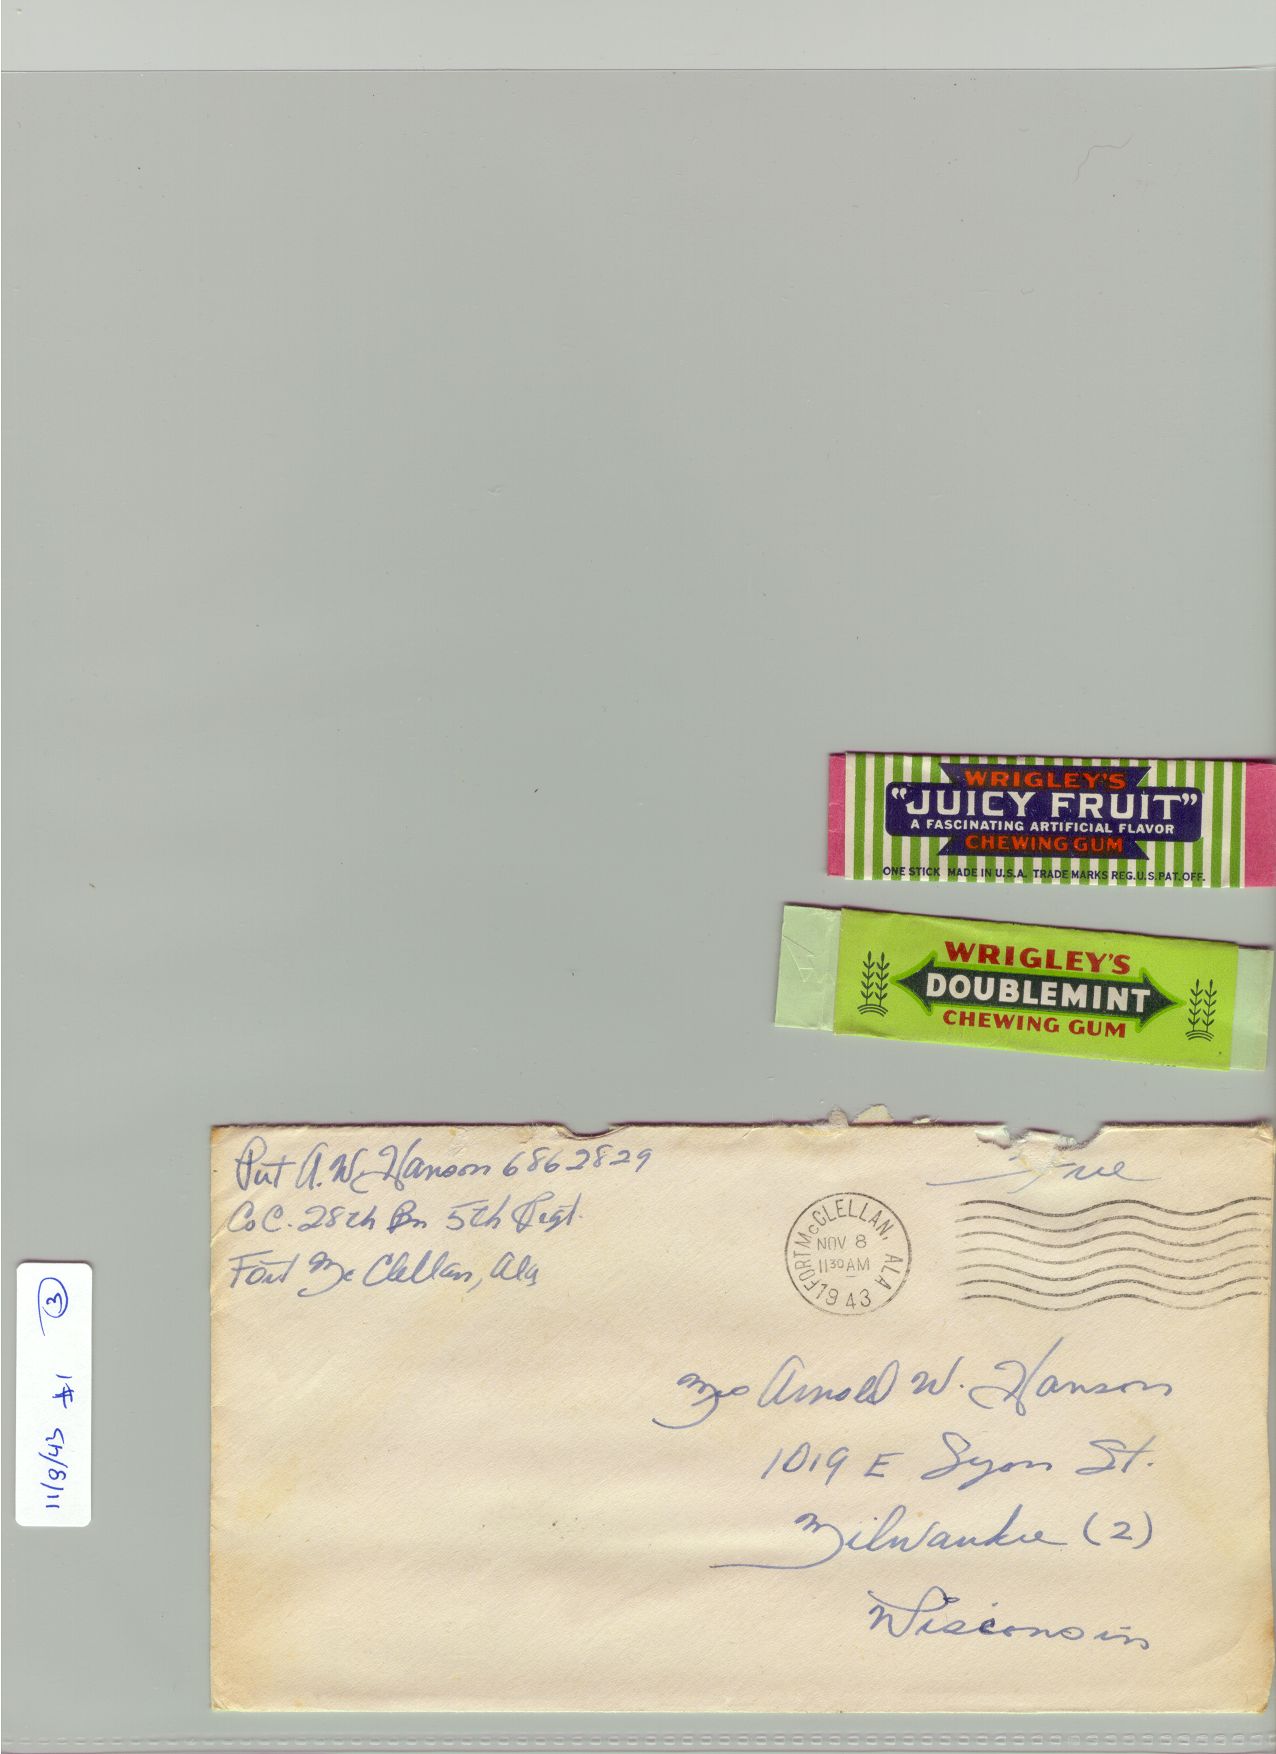 WRIGLEY'S
“JUICY FRUIT”
A FASCINATING ARTIFICIAL FLAVOR
CHEWING GUM
ONE STICK MADE IN U.S.A. TRADE MARKS REG. U.S. PAT. OFF.
WRIGLEY'S
DOUBLEMINT
CHEWING GUM
Pvt A. W. Hanson 6862829
Co C. 28th Bn 5th Regt.
Fort Mc Clellan, Ala
Free
FORT McCLELLAN, ALA
NOV 8
11 30 AM
1943
Mrs Arnold W. Hanson
1019 E Lyon St.
Milwaukee (2)
Wisconsin
11/8/43 #1 3